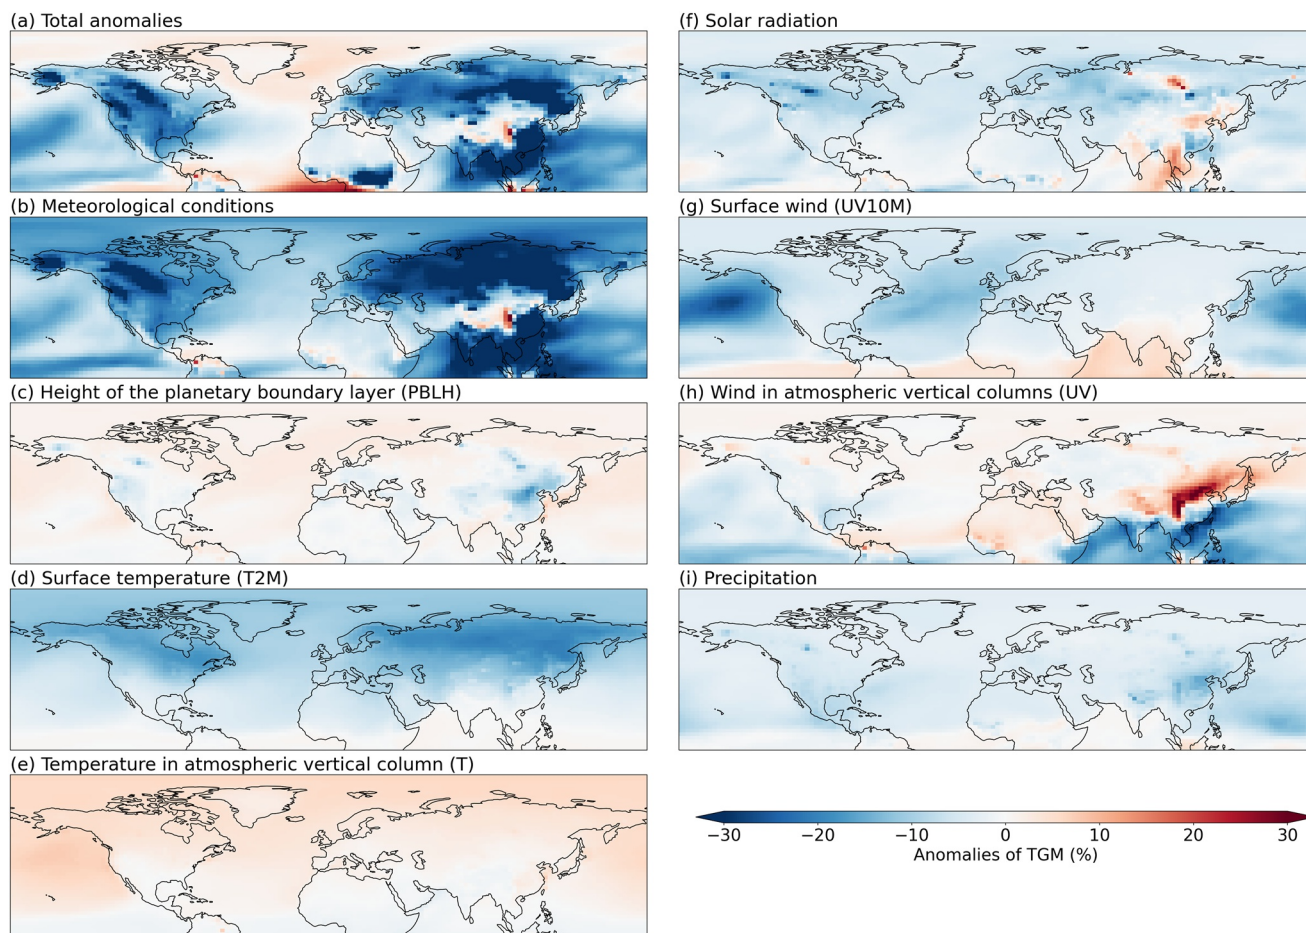 (a) Total anomalies
(b) Meteorological conditions
(c) Height of the planetary boundary layer (PBLH)
(d) Surface temperature (T2M)
(e) Temperature in atmospheric vertical column (T)
(f) Solar radiation
(g) Surface wind (UV10M)
(h) Wind in atmospheric vertical columns (UV)
(i) Precipitation
−30 −20 −10 0 10 20 30
Anomalies of TGM (%)